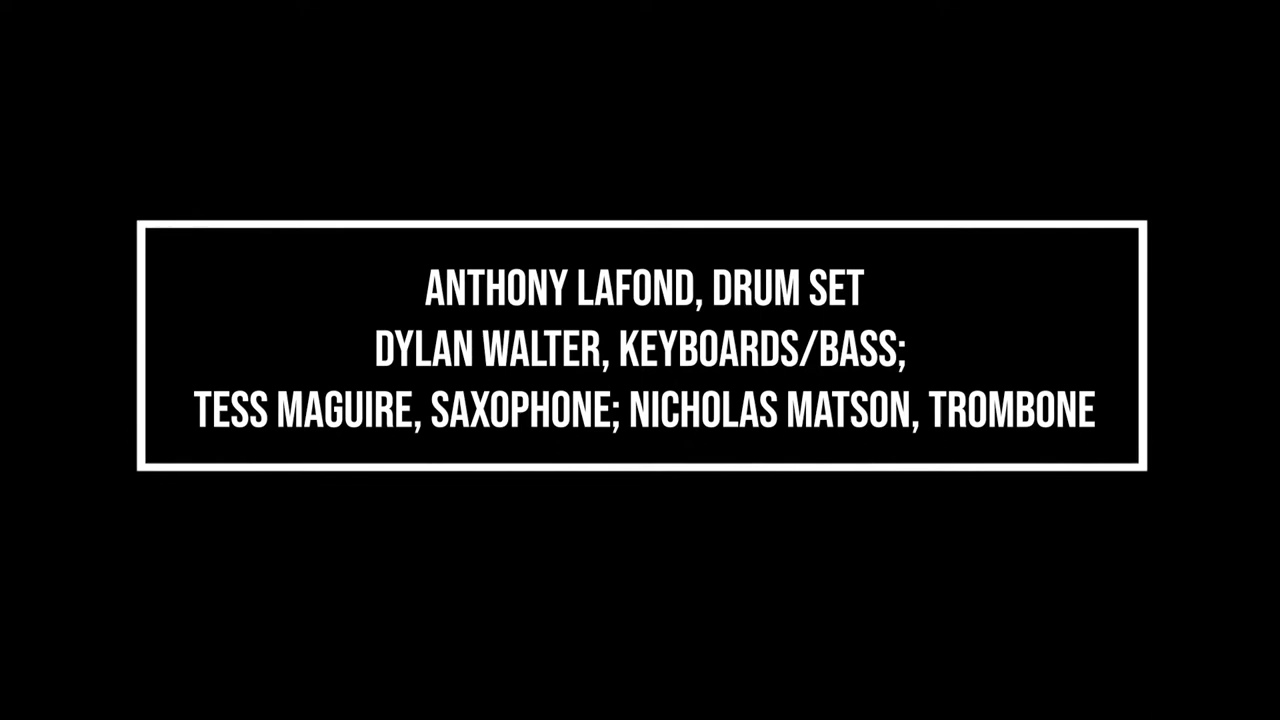 ANTHONY LAFOND, DRUM SET
DYLAN WALTER, KEYBOARDS/BASS;
TESS MAGUIRE, SAXOPHONE; NICHOLAS MATSON, TROMBONE